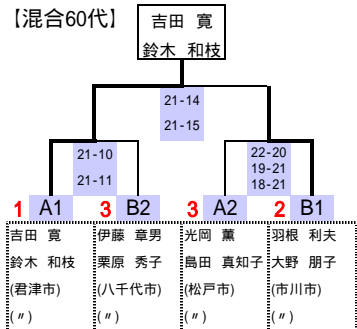 【混合60代】
吉田 寛
鈴木 和枝
21-14
21-15
21-10
21-11
22-20
19-21
18-21
1 A1 3 B2 3 A2 2 B1
吉田 寛 伊藤 章男 光岡 薫 羽根 利夫
鈴木 和枝 栗原 秀子 島田 真知子 大野 朋子
(君津市) (八千代市) (松戸市) (市川市)
(〃) (〃) (〃) (〃)